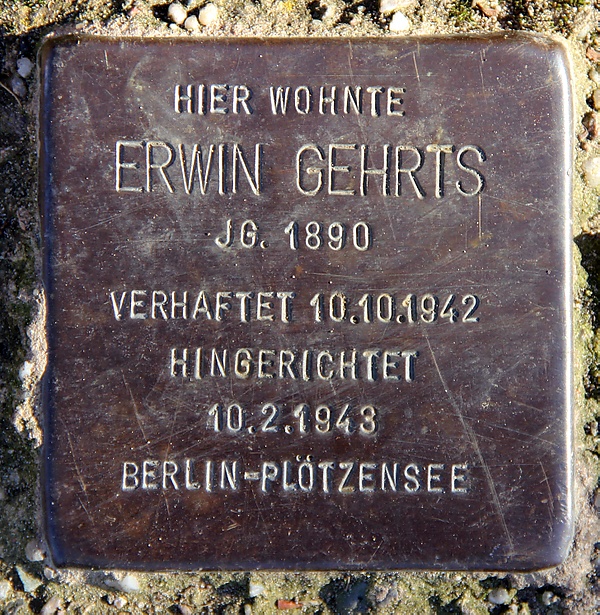 HIER WOHNTE
ERWIN GEHRTS
JG. 1890
VERHAFTET 10.10.1942
HINGERICHTET
10.2.1943
BERLIN-PLÖTZENSEE